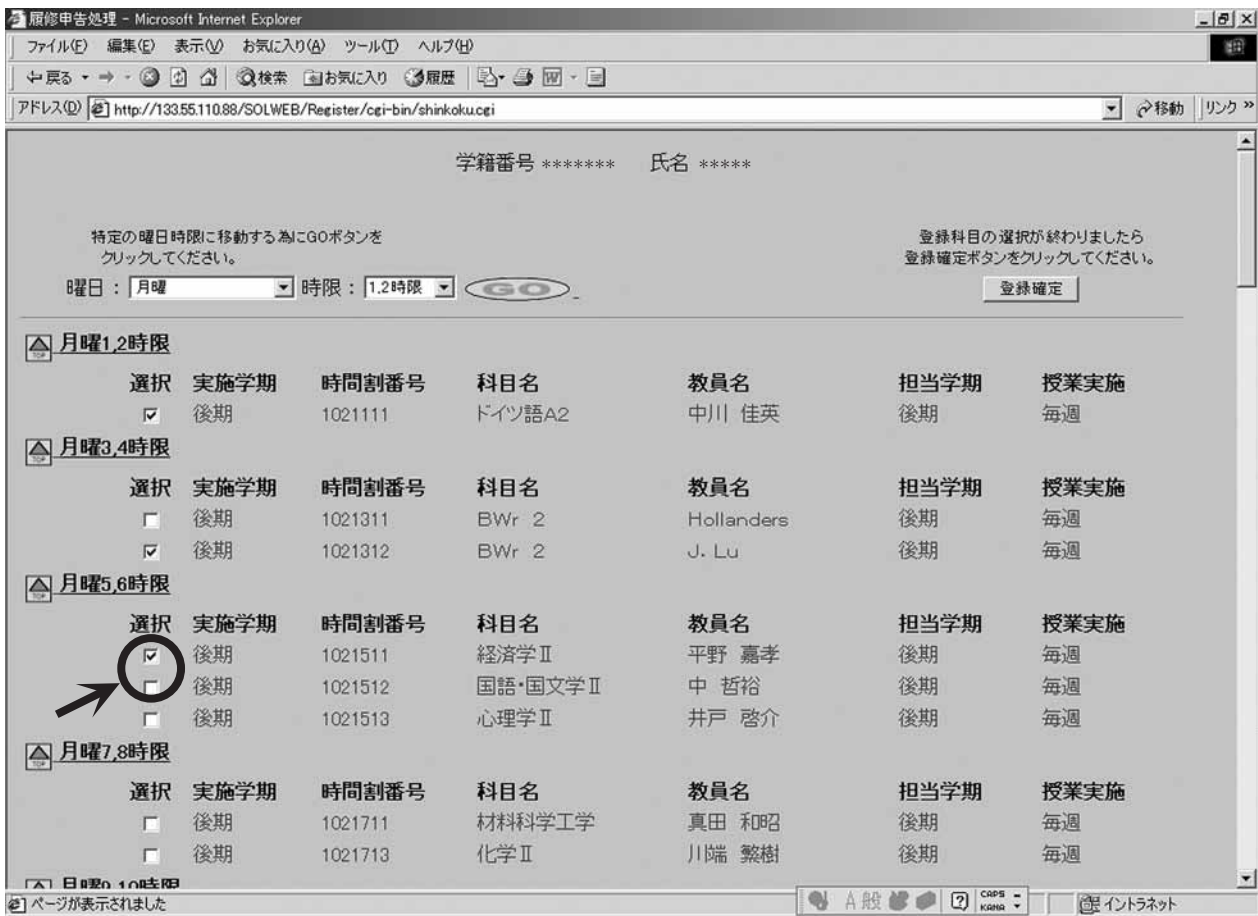 履修申告処理 - Microsoft Internet Explorer
ファイル(F) 編集(E) 表示(V) お気に入り(A) ツール(T) ヘルプ(H)
戻る 検索 お気に入り 履歴
アドレス(D) http://133.55.110.88/SOLWEB/Register/cgi-bin/shinkoku.cgi 移動 リンク »
学籍番号 ******* 氏名 *****
特定の曜日時限に移動する為にGOボタンを
クリックしてください。
登録科目の選択が終わりましたら
登録確定ボタンをクリックしてください。
曜日： 月曜 時限： 1,2時限 GO 登録確定
TOP 月曜1,2時限
選択 実施学期 時間割番号 科目名 教員名 担当学期 授業実施
後期 1021111 ドイツ語A2 中川 佳英 後期 毎週
TOP 月曜3,4時限
選択 実施学期 時間割番号 科目名 教員名 担当学期 授業実施
後期 1021311 BWr 2 Hollanders 後期 毎週
後期 1021312 BWr 2 J. Lu 後期 毎週
TOP 月曜5,6時限
選択 実施学期 時間割番号 科目名 教員名 担当学期 授業実施
後期 1021511 経済学Ⅱ 平野 嘉孝 後期 毎週
後期 1021512 国語・国文学Ⅱ 中 哲裕 後期 毎週
後期 1021513 心理学Ⅱ 井戸 啓介 後期 毎週
TOP 月曜7,8時限
選択 実施学期 時間割番号 科目名 教員名 担当学期 授業実施
後期 1021711 材料科学工学 真田 和昭 後期 毎週
後期 1021713 化学Ⅱ 川端 繁樹 後期 毎週
月曜9,10時限
ページが表示されました A 般 CAPS KANA イントラネット